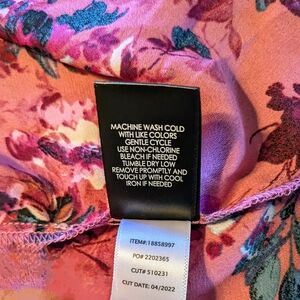 MACHINE WASH COLD
WITH LIKE COLORS
GENTLE CYCLE
USE NON-CHLORINE
BLEACH IF NEEDED
TUMBLE DRY LOW
REMOVE PROMPTLY AND
TOUCH UP WITH COOL
IRON IF NEEDED
ITEM#:18858997
PO# 2202365
CUT# 510231
CUT DATE: 04/2022